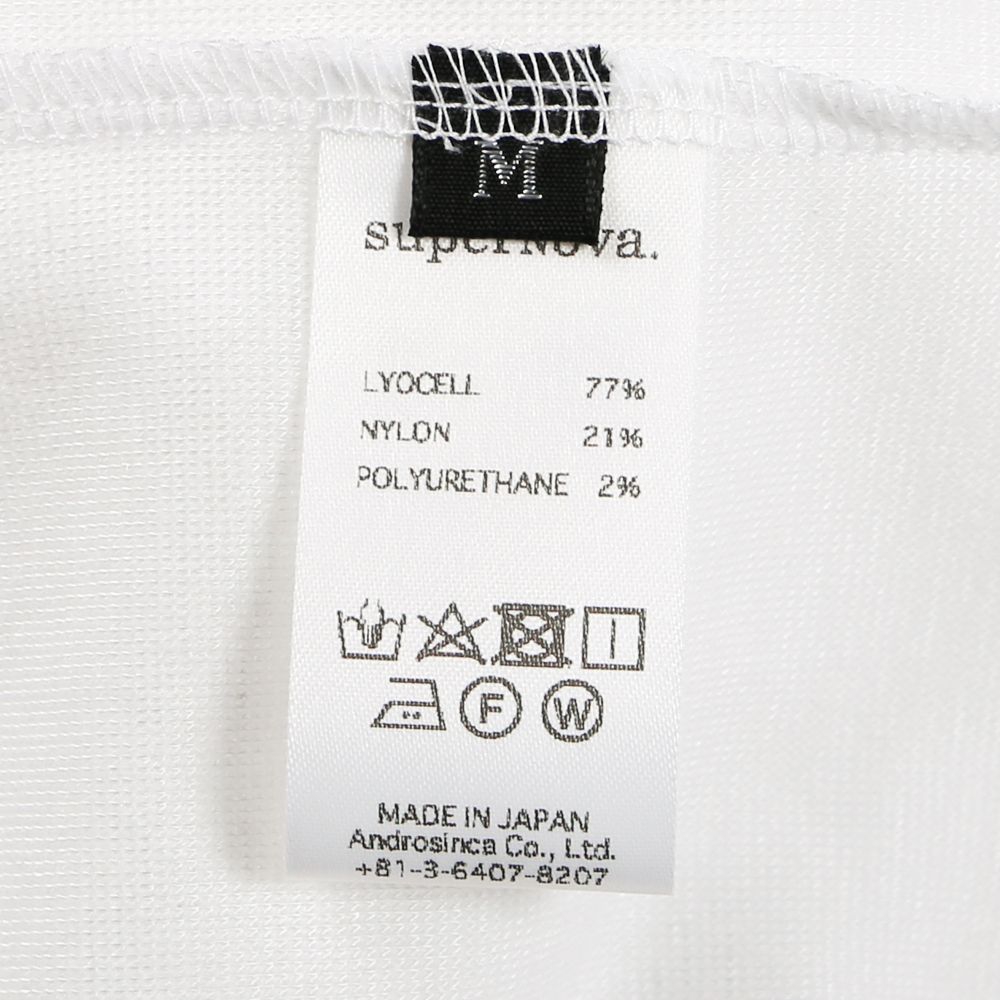 M
supernova.
LYOCELL 77%
NYLON 21%
POLYURETHANE 2%
F W
MADE IN JAPAN
Androsinca Co., Ltd.
+81-3-6407-8207